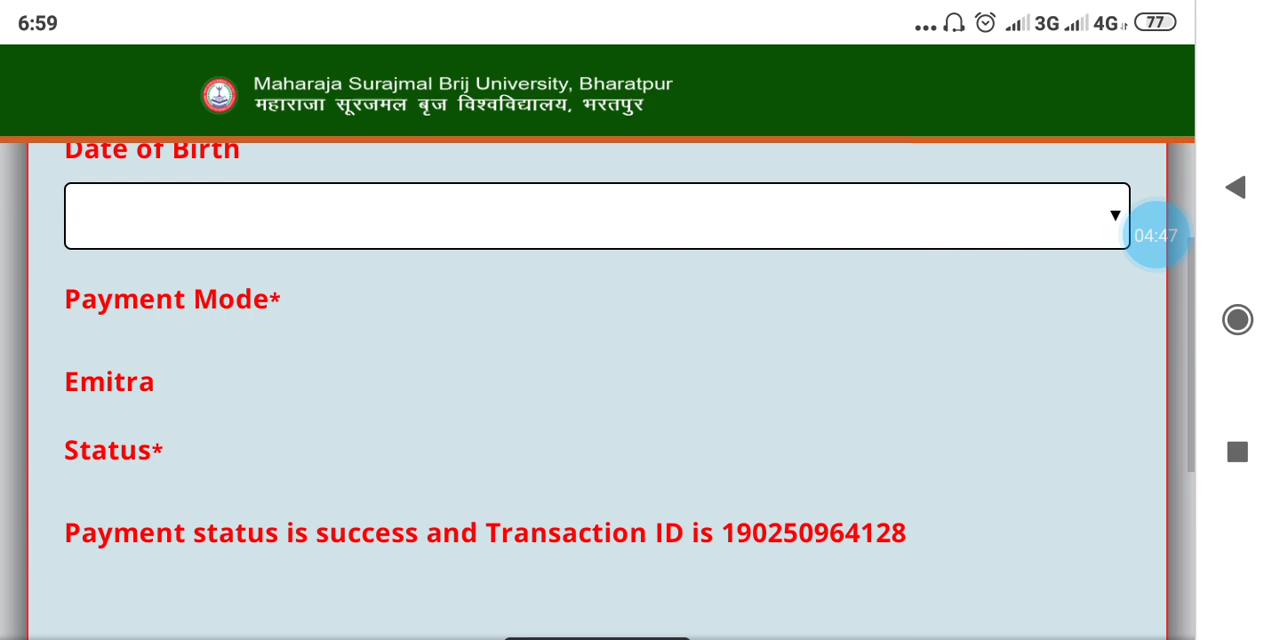 6:59
3G 4G 77
Maharaja Surajmal Brij University, Bharatpur
महाराजा सूरजमल बृज विश्वविद्यालय, भरतपुर
Date of Birth
04:47
Payment Mode*
Emitra
Status*
Payment status is success and Transaction ID is 190250964128